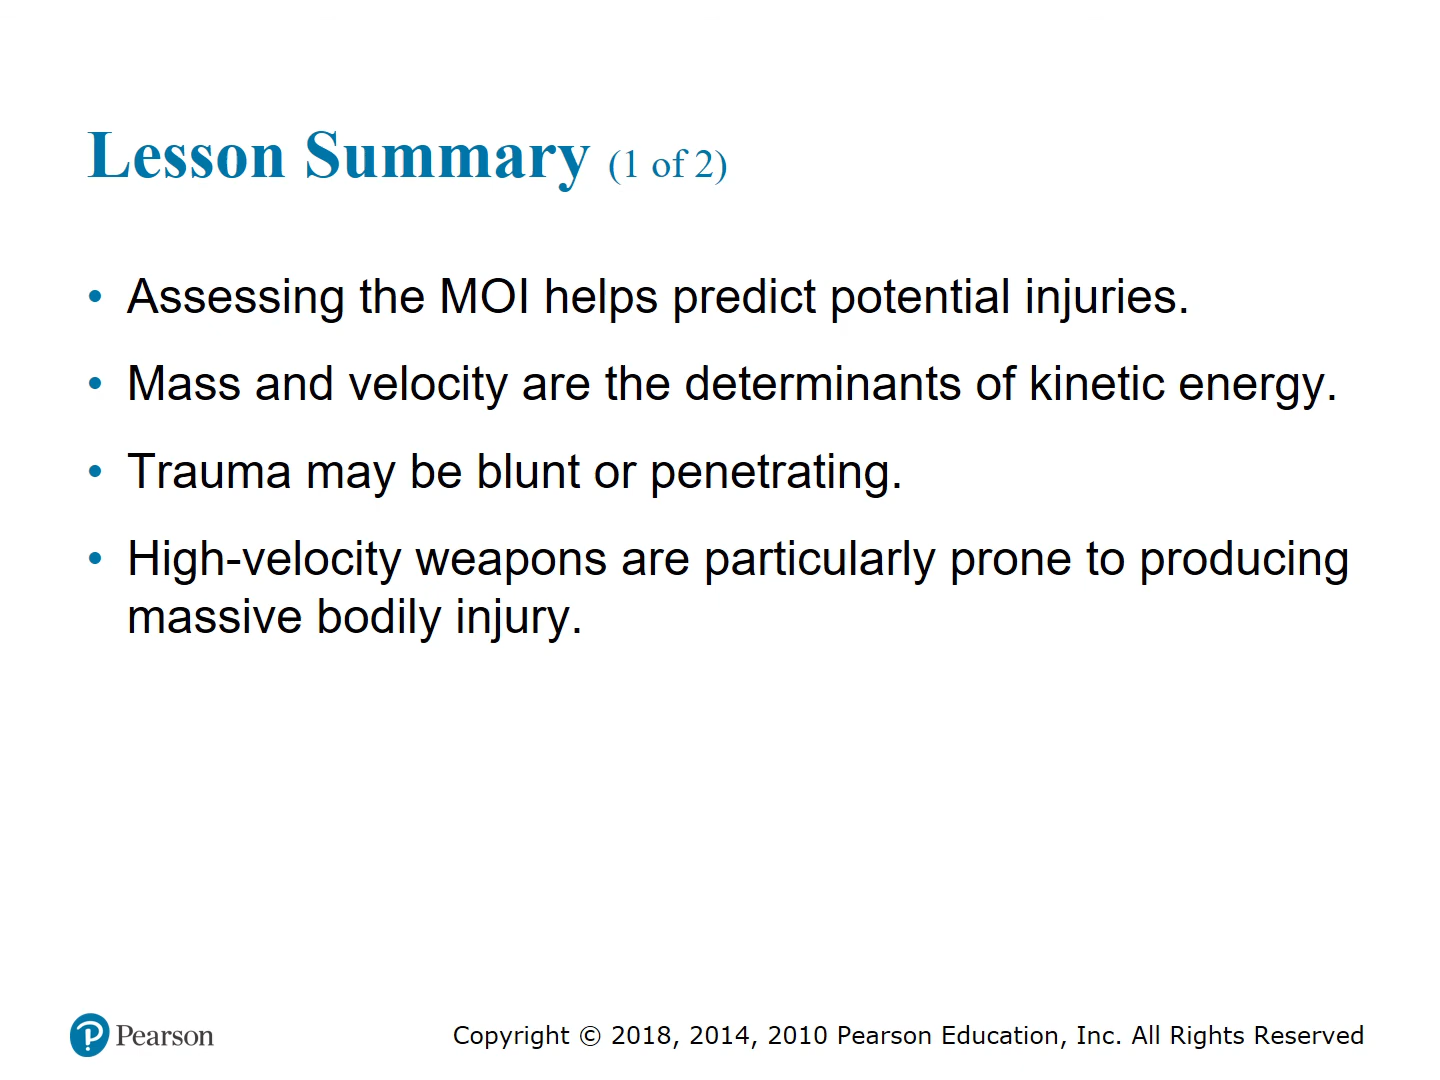 Lesson Summary (1 of 2)
• Assessing the MOI helps predict potential injuries.
• Mass and velocity are the determinants of kinetic energy.
• Trauma may be blunt or penetrating.
• High-velocity weapons are particularly prone to producing
massive bodily injury.
Pearson
Copyright © 2018, 2014, 2010 Pearson Education, Inc. All Rights Reserved